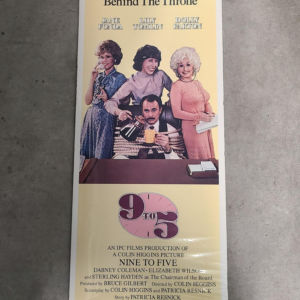 Behind The Throne
JANE LILY DOLLY
FONDA TOMLIN PARTON
9 TO 5
AN IPC FILMS PRODUCTION OF
A COLIN HIGGINS PICTURE
NINE TO FIVE
DABNEY COLEMAN · ELIZABETH WILSON
and STERLING HAYDEN as The Chairman of the Board
Produced by BRUCE GILBERT Directed by COLIN HIGGINS
Screenplay by COLIN HIGGINS and PATRICIA RESNICK
Story by PATRICIA RESNICK